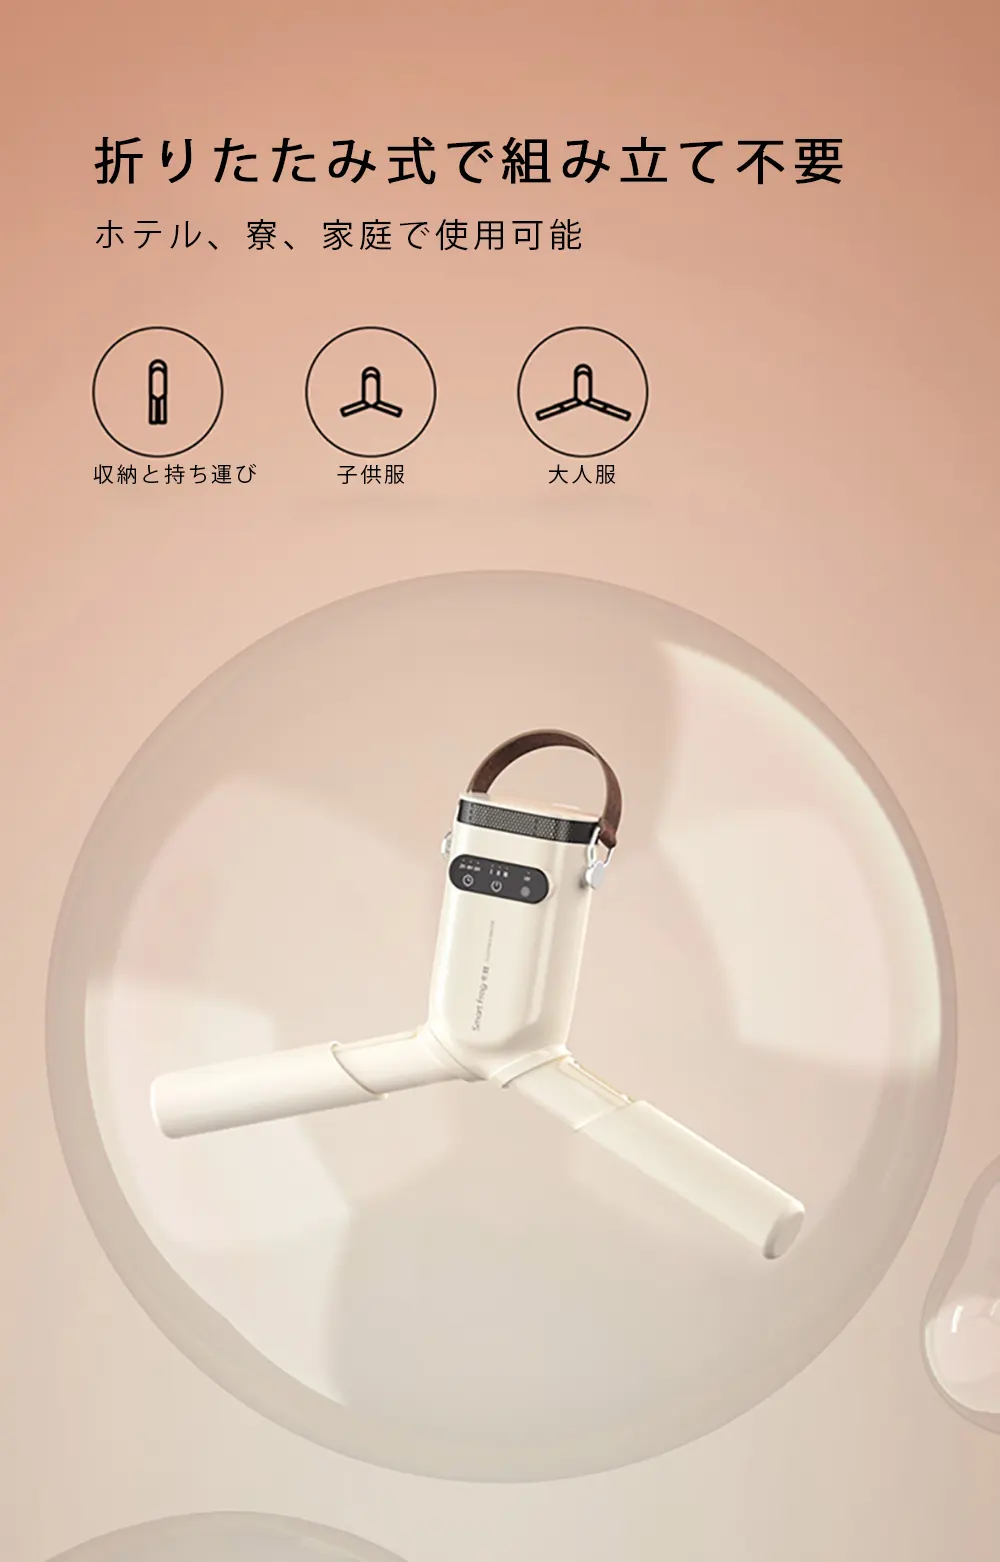 折りたたみ式で組み立て不要
ホテル、寮、家庭で使用可能
収納と持ち運び
子供服
大人服
Smart Frog